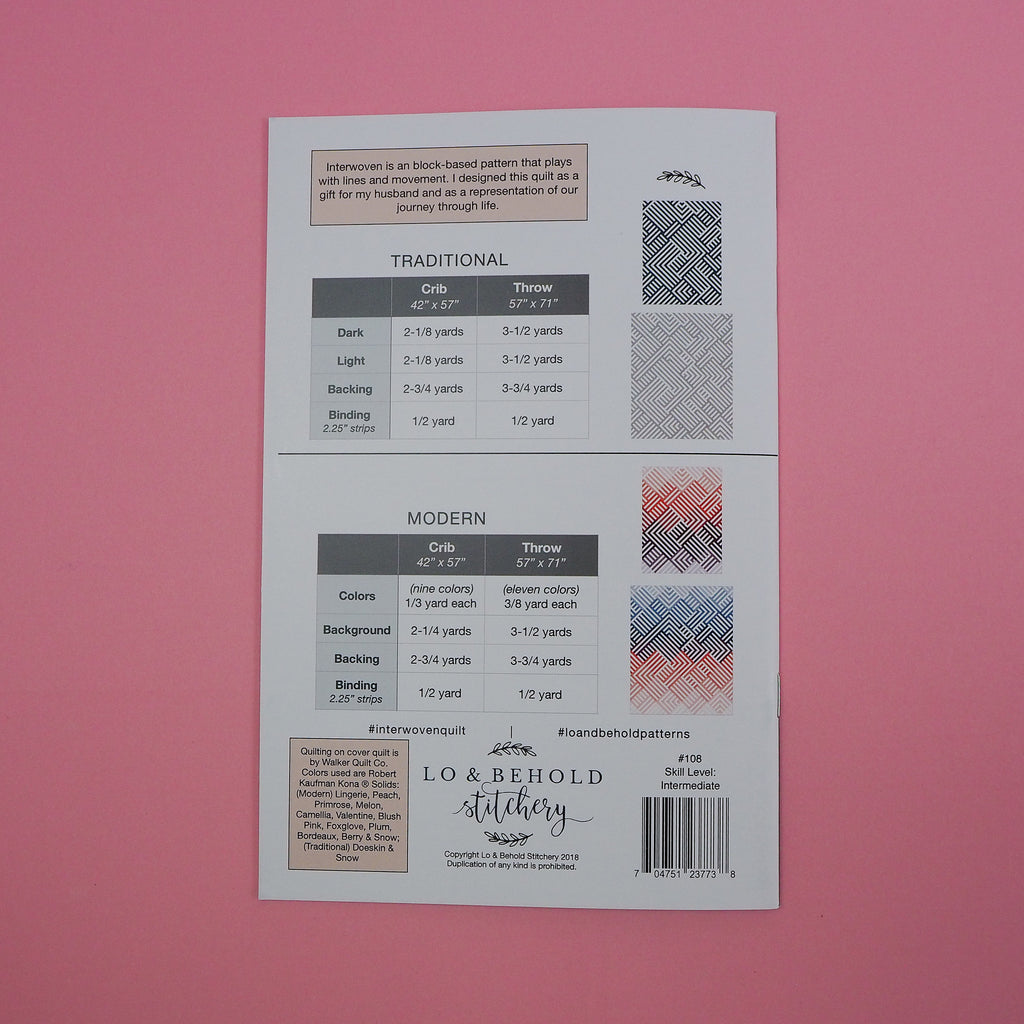 Interwoven is an block-based pattern that plays
with lines and movement. I designed this quilt as a
gift for my husband and as a representation of our
journey through life.
TRADITIONAL
Crib Throw
42” x 57” 57” x 71”
Dark 2-1/8 yards 3-1/2 yards
Light 2-1/8 yards 3-1/2 yards
Backing 2-3/4 yards 3-3/4 yards
Binding
2.25” strips 1/2 yard 1/2 yard
MODERN
Crib Throw
42” x 57” 57” x 71”
Colors (nine colors) (eleven colors)
1/3 yard each 3/8 yard each
Background 2-1/4 yards 3-1/2 yards
Backing 2-3/4 yards 3-3/4 yards
Binding
2.25” strips 1/2 yard 1/2 yard
#interwovenquilt | #loandbeholdpatterns
Quilting on cover quilt is
by Walker Quilt Co.
Colors used are Robert
Kaufman Kona ® Solids:
(Modern) Lingerie, Peach,
Primrose, Melon,
Camellia, Valentine, Blush
Pink, Foxglove, Plum,
Bordeaux, Berry & Snow;
(Traditional) Doeskin &
Snow
LO & BEHOLD
stitchery
Copyright Lo & Behold Stitchery 2018
Duplication of any kind is prohibited.
#108
Skill Level:
Intermediate
7 04751 23773 8